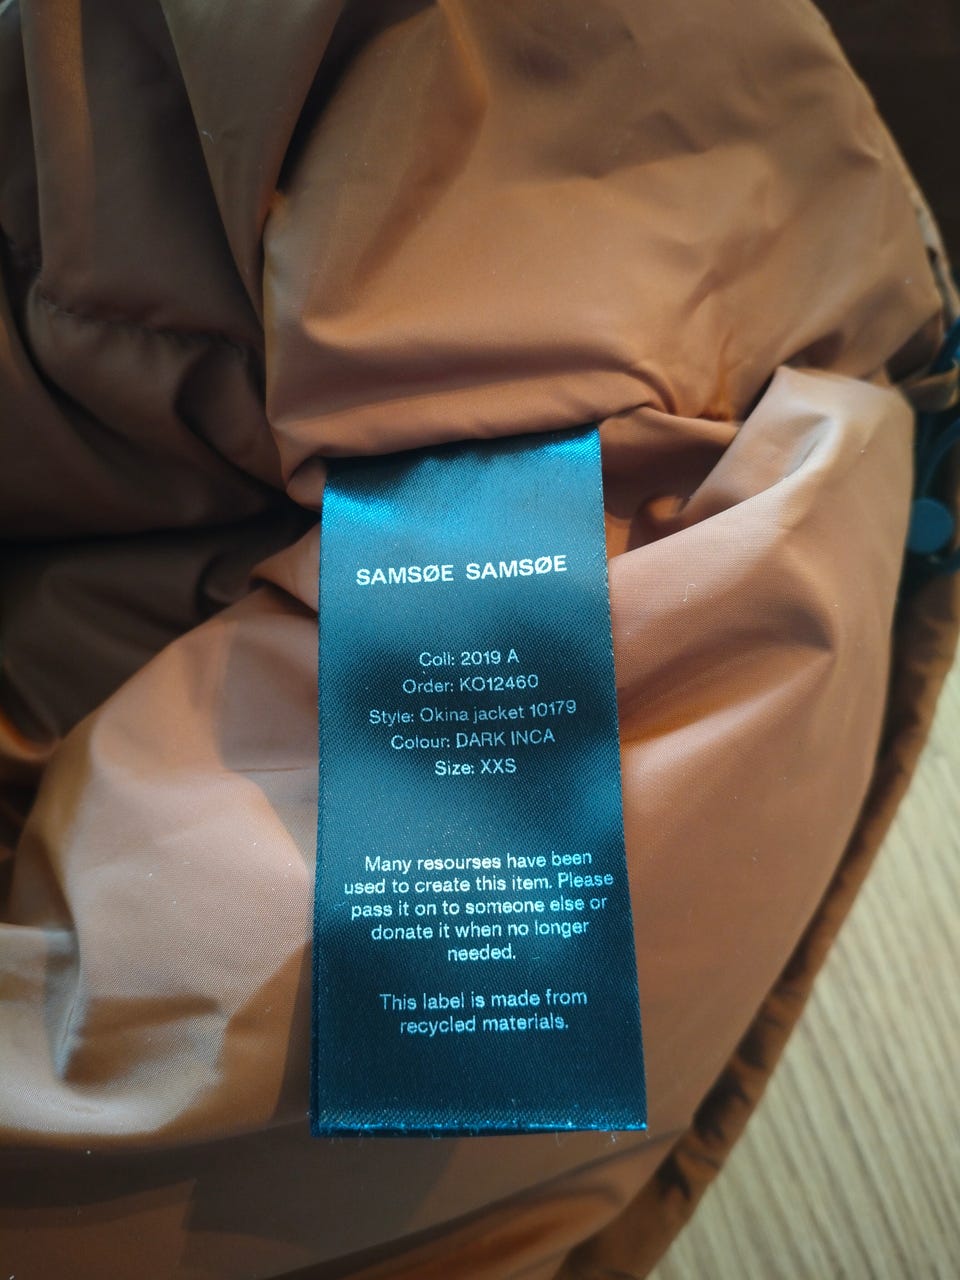 SAMSØE SAMSØE
Coll: 2019 A
Order: KO12460
Style: Okina jacket 10179
Colour: DARK INCA
Size: XXS
Many resourses have been
used to create this item. Please
pass it on to someone else or
donate it when no longer
needed.
This label is made from
recycled materials.